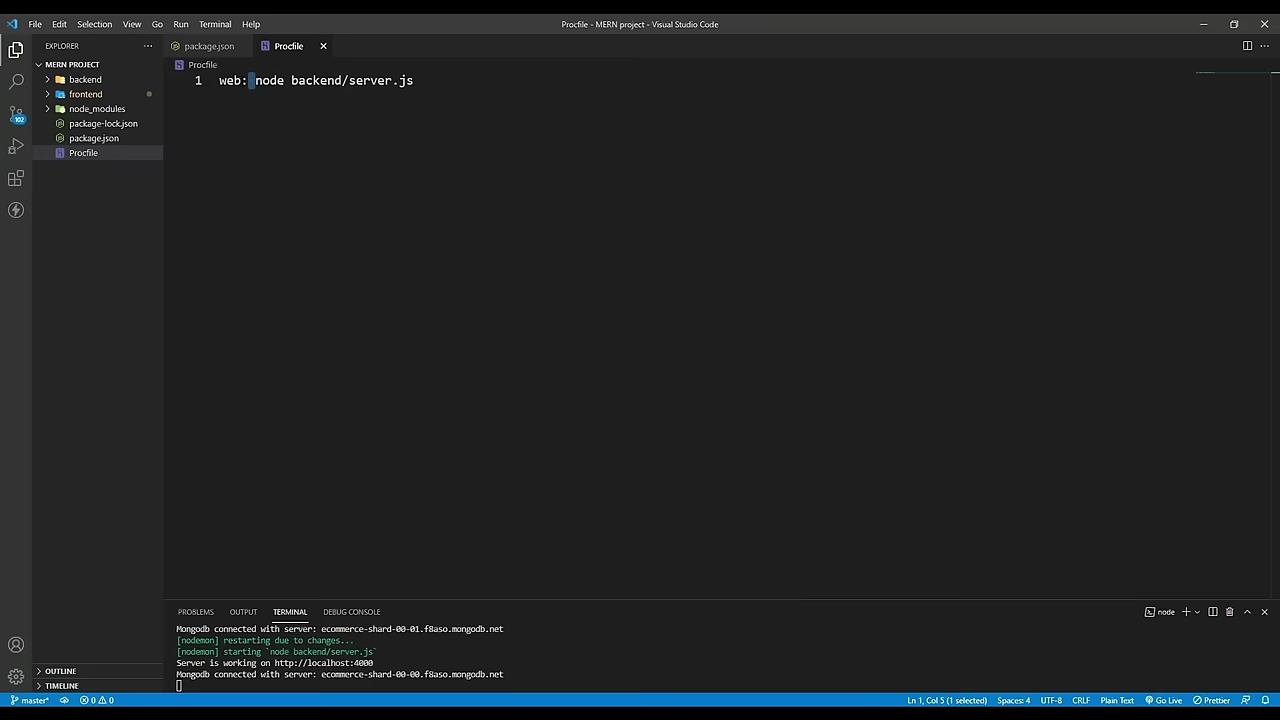 File Edit Selection View Go Run Terminal Help
Procfile - MERN project - Visual Studio Code
EXPLORER
package.json
Procfile
MERN PROJECT
Procfile
backend
1 web: node backend/server.js
frontend
node_modules
package-lock.json
102
package.json
Procfile
PROBLEMS OUTPUT TERMINAL DEBUG CONSOLE
node
Mongodb connected with server: ecommerce-shard-00-01.f8aso.mongodb.net
[nodemon] restarting due to changes...
[nodemon] starting `node backend/server.js`
Server is working on http://localhost:4000
Mongodb connected with server: ecommerce-shard-00-00.f8aso.mongodb.net
OUTLINE
TIMELINE
master* 0 0
Ln 1, Col 5 (1 selected) Spaces: 4 UTF-8 CRLF Plain Text Go Live Prettier